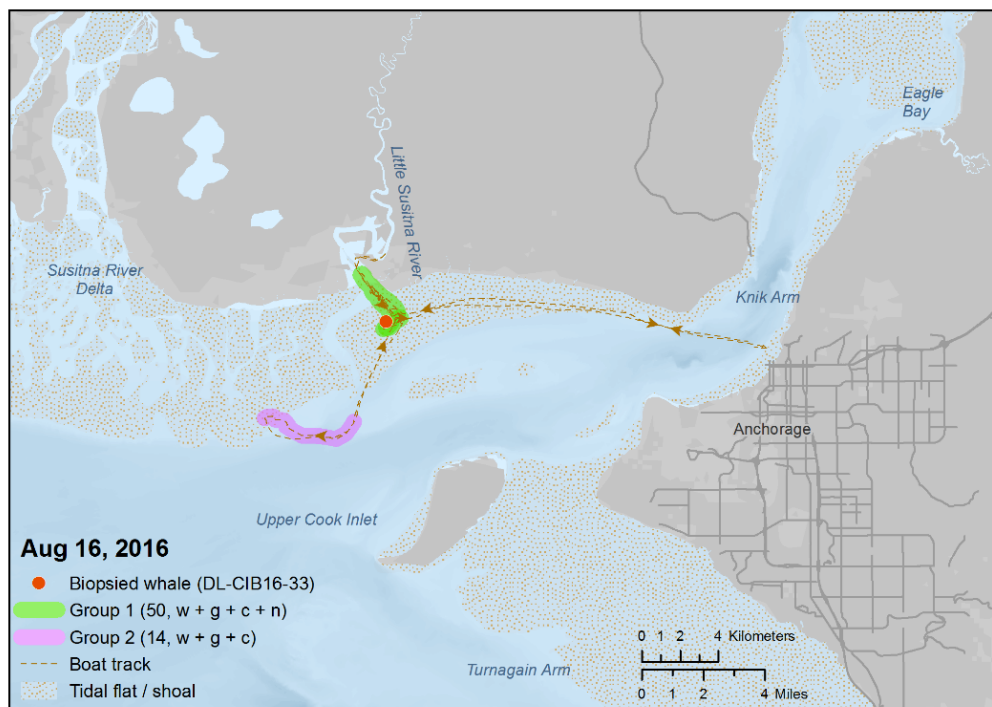 Eagle
Bay
Little Susitna River
Susitna River
Delta
Knik Arm
Anchorage
Upper Cook Inlet
Aug 16, 2016
Biopsied whale (DL-CIB16-33)
Group 1 (50, w + g + c + n)
Group 2 (14, w + g + c)
Boat track
Tidal flat / shoal
Turnagain Arm
0 1 2 4 Kilometers
0 1 2 4 Miles